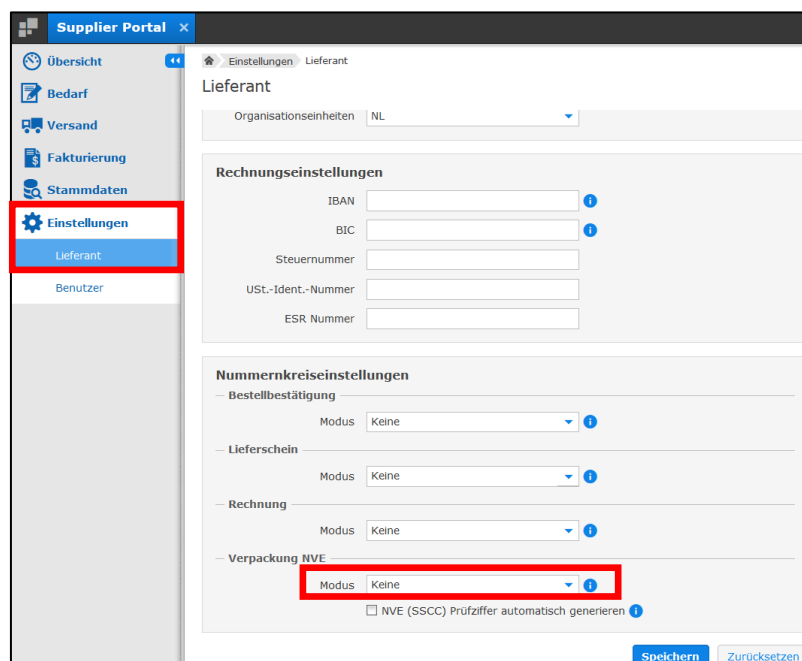 Supplier Portal ×
Übersicht
Bedarf
Versand
Fakturierung
Stammdaten
Einstellungen
Lieferant
Benutzer
Einstellungen Lieferant
Lieferant
Organisationseinheiten NL
Rechnungseinstellungen
IBAN
BIC
Steuernummer
USt.-Ident.-Nummer
ESR Nummer
Nummernkreiseinstellungen
Bestellbestätigung
Modus Keine
Lieferschein
Modus Keine
Rechnung
Modus Keine
Verpackung NVE
Modus Keine
NVE (SSCC) Prüfziffer automatisch generieren
Speichern Zurücksetzen